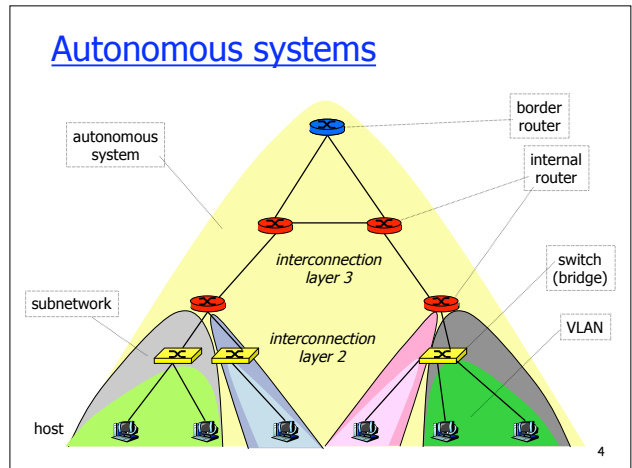 Autonomous systems
border
router
autonomous
system
internal
router
interconnection
layer 3
switch
(bridge)
subnetwork
interconnection
layer 2
VLAN
host
4